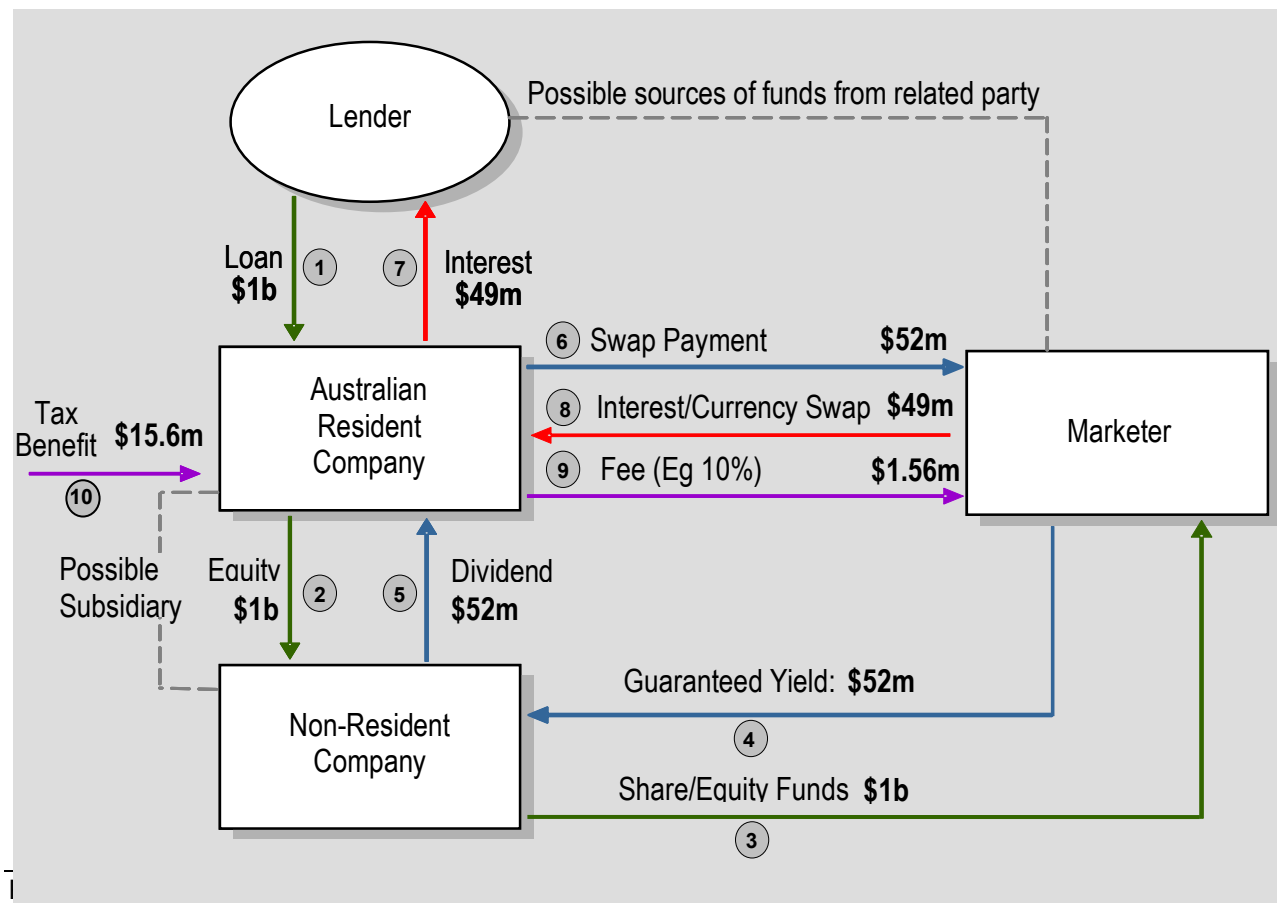 Possible sources of funds from related party
Lender
Loan
$1b
1
7
Interest
$49m
6 Swap Payment $52m
8 Interest/Currency Swap $49m
9 Fee (Eg 10%) $1.56m
Australian
Resident
Company
Marketer
Tax
Benefit $15.6m
10
Possible
Subsidiary
Equity
$1b
2
5
Dividend
$52m
Non-Resident
Company
Guaranteed Yield: $52m
4
Share/Equity Funds $1b
3